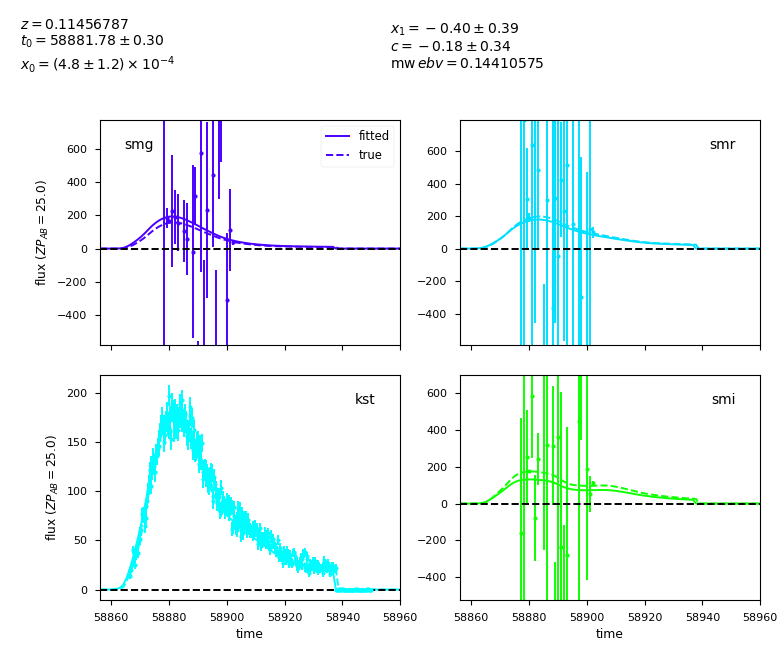 z = 0.11456787
t₀ = 58881.78 ± 0.30
x₀ = (4.8 ± 1.2) × 10⁻⁴
x₁ = −0.40 ± 0.39
c = −0.18 ± 0.34
mw ebv = 0.14410575
smg
fitted
true
600
400
200
0
−200
−400
flux (ZP_AB = 25.0)
smr
600
400
200
0
−200
−400
kst
200
150
100
50
0
flux (ZP_AB = 25.0)
58860 58880 58900 58920 58940 58960
time
smi
600
400
200
0
−200
−400
58860 58880 58900 58920 58940 58960
time